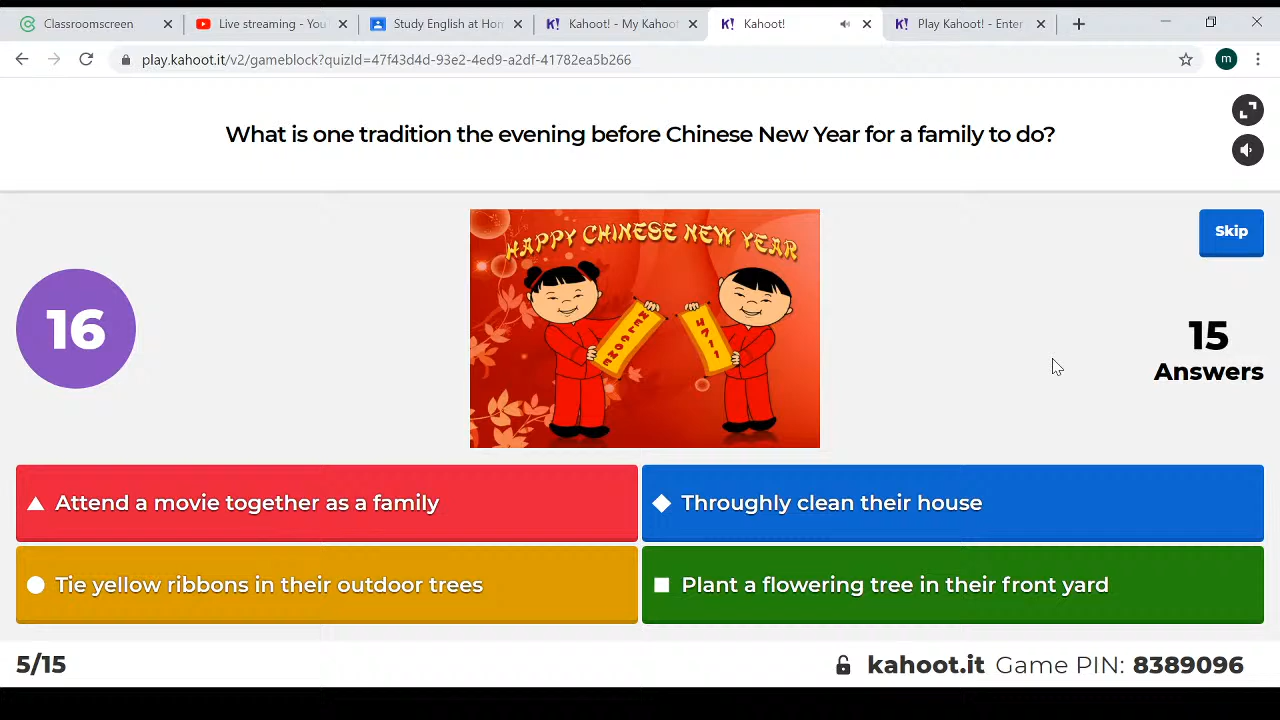 Classroomscreen
Live streaming - You
Study English at Hon
Kahoot! - My Kahoot
Kahoot!
Play Kahoot! - Enter
play.kahoot.it/v2/gameblock?quizId=47f43d4d-93e2-4ed9-a2df-41782ea5b266
m
What is one tradition the evening before Chinese New Year for a family to do?
Skip
16
HAPPY CHINESE NEW YEAR
WELCOME
4711
15
Answers
Attend a movie together as a family
Throughly clean their house
Tie yellow ribbons in their outdoor trees
Plant a flowering tree in their front yard
5/15
kahoot.it Game PIN: 8389096